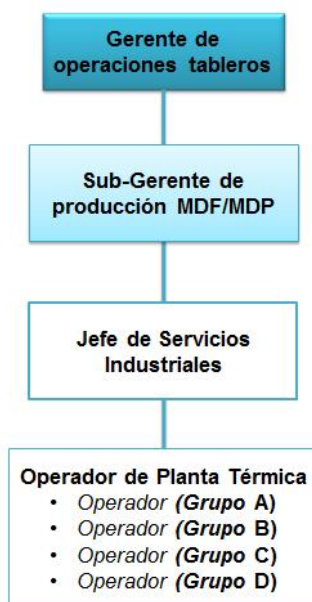 Gerente de
operaciones tableros
Sub-Gerente de
producción MDF/MDP
Jefe de Servicios
Industriales
Operador de Planta Térmica
• Operador (Grupo A)
• Operador (Grupo B)
• Operador (Grupo C)
• Operador (Grupo D)